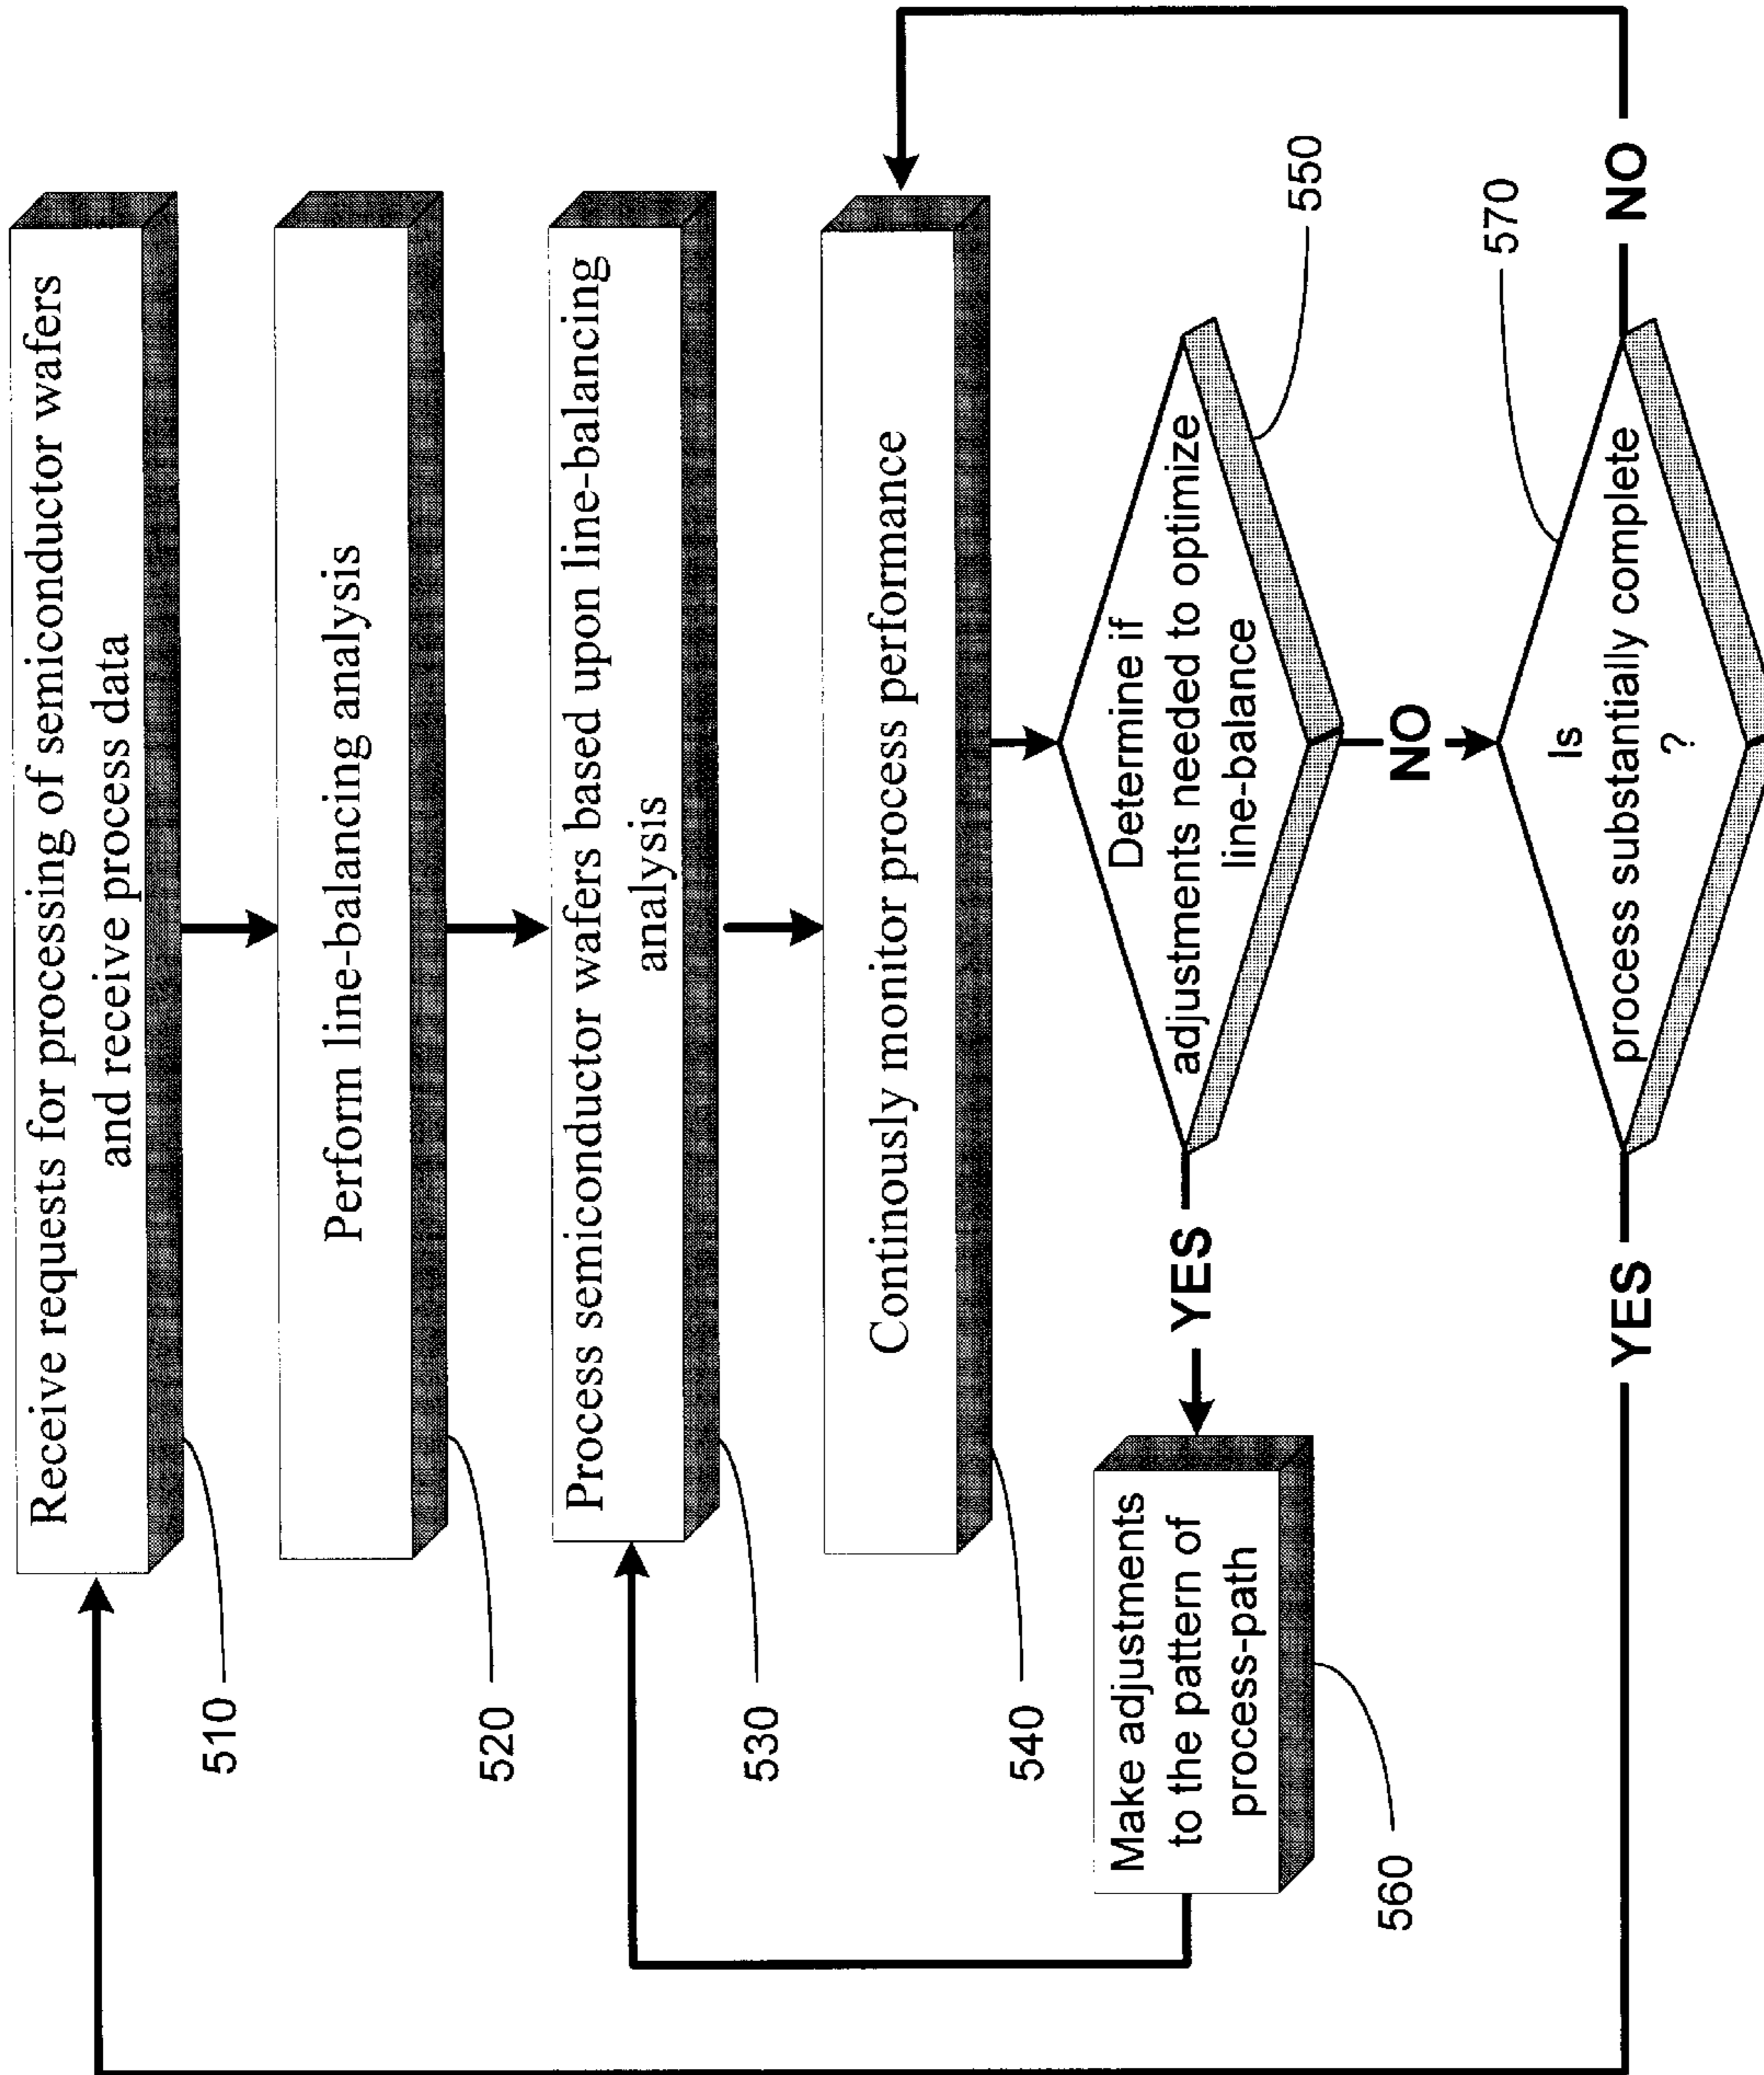 Receive requests for processing of semiconductor wafers
and receive process data
510
Perform line-balancing analysis
520
Process semiconductor wafers based upon line-balancing
analysis
530
Continously monitor process performance
540
Determine if
adjustments needed to optimize
line-balance
550
YES
NO
Make adjustments
to the pattern of
process-path
560
Is
process substantially complete
?
570
YES
NO